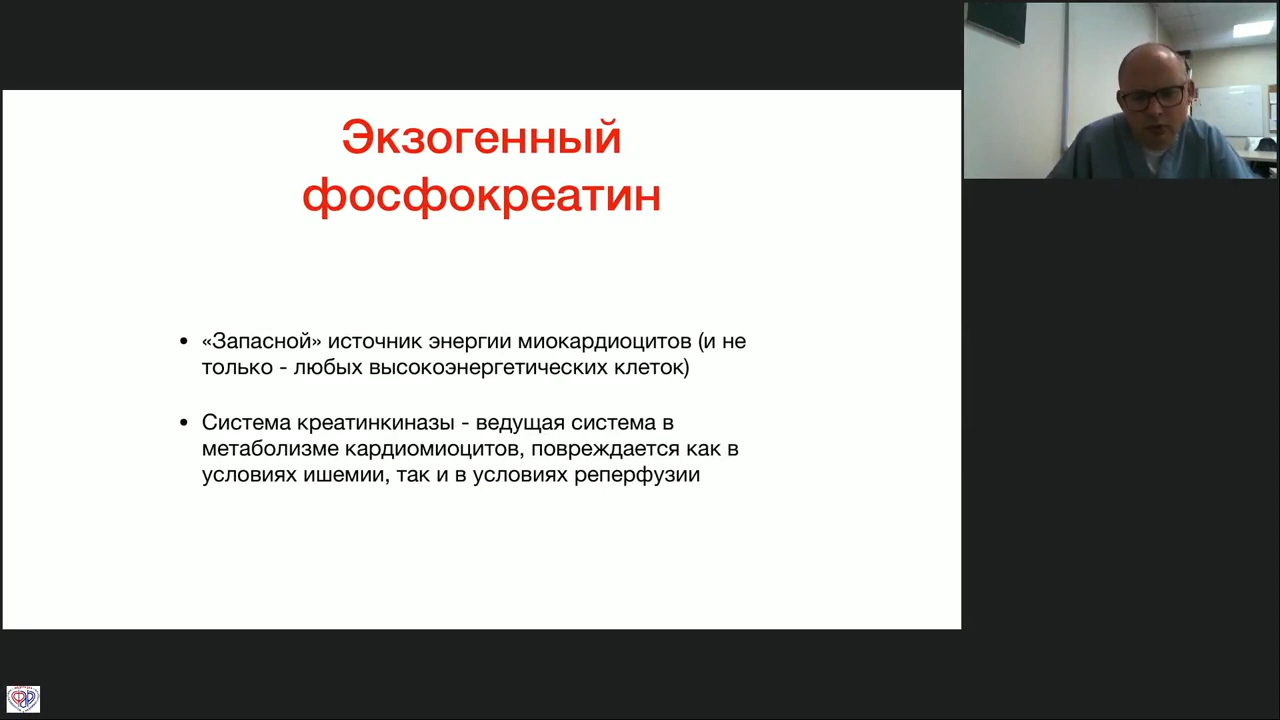 Экзогенный
фосфокреатин
• «Запасной» источник энергии миокардиоцитов (и не
только - любых высокоэнергетических клеток)
• Система креатинкиназы - ведущая система в
метаболизме кардиомиоцитов, повреждается как в
условиях ишемии, так и в условиях реперфузии